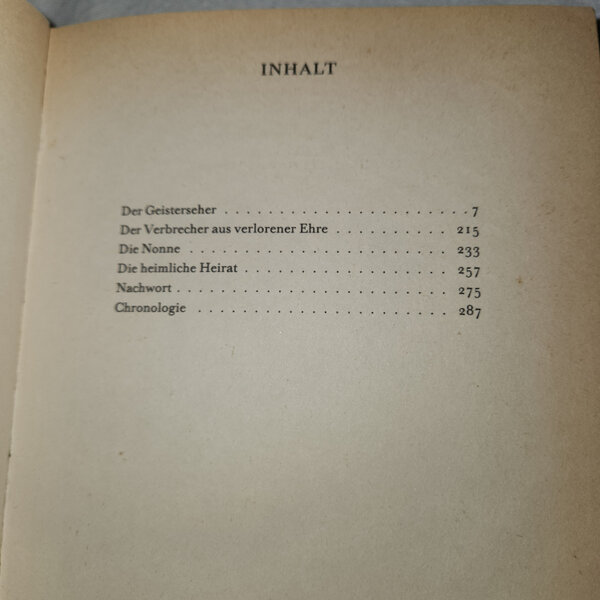 INHALT
Der Geisterseher . . . . . . . . . . . . . . . . . . . . . . . 7
Der Verbrecher aus verlorener Ehre . . . . . . . . . . . 215
Die Nonne . . . . . . . . . . . . . . . . . . . . . . . . 233
Die heimliche Heirat . . . . . . . . . . . . . . . . . . . 257
Nachwort . . . . . . . . . . . . . . . . . . . . . . . . . 275
Chronologie . . . . . . . . . . . . . . . . . . . . . . . 287